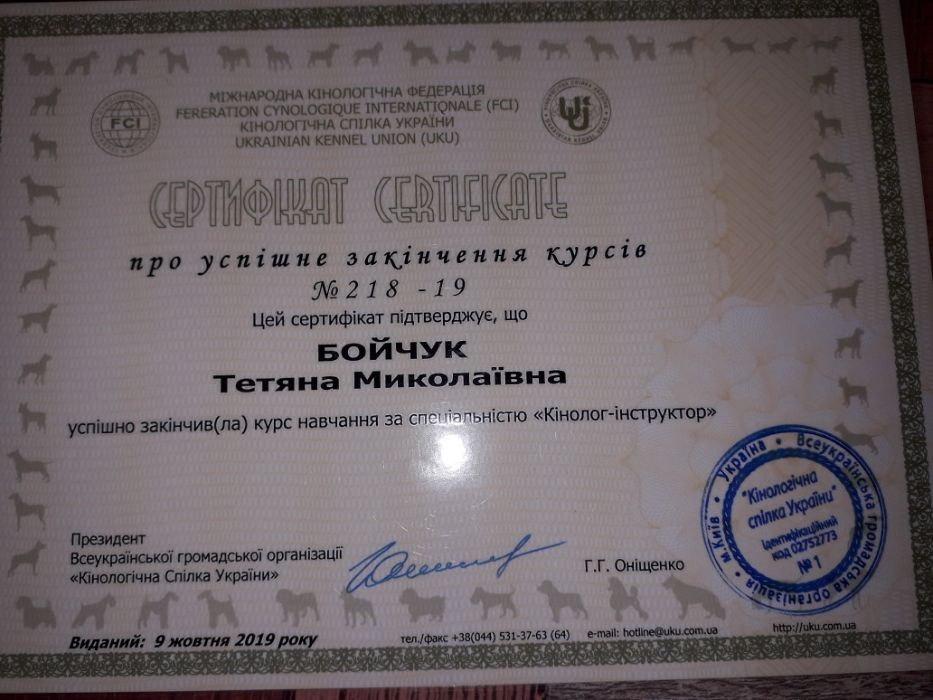 МІЖНАРОДНА КІНОЛОГІЧНА ФЕДЕРАЦІЯ
FERERATION CYNOLOGIQUE INTERNATIONALE (FCI)
КІНОЛОГІЧНА СПІЛКА УКРАЇНИ
UKRAINIAN KENNEL UNION (UKU)
FCI
СЕРТИФІКАТ CERTIFICATE
про успішне закінчення курсів
№218 -19
Цей сертифікат підтверджує, що
БОЙЧУК
Тетяна Миколаївна
успішно закінчив(ла) курс навчання за спеціальністю «Кінолог-інструктор»
Президент
Всеукраїнської громадської організації
«Кінологічна Спілка України»
Г.Г. Оніщенко
Україна • Всеукраїнська громадська організація • м.Київ •
"Кінологічна
спілка України"
Ідентифікаційний
код 02752773
№ 1
Виданий: 9 жовтня 2019 року
тел./факс +38(044) 531-37-63 (64)
e-mail: hotline@uku.com.ua
http://uku.com.ua